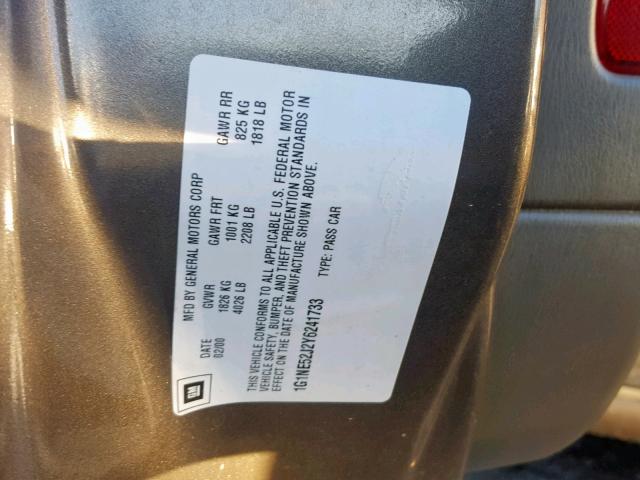 GM
MFD BY GENERAL MOTORS CORP
DATE GVWR GAWR FRT GAWR RR
02/00 1826 KG 1001 KG 825 KG
4026 LB 2208 LB 1818 LB
THIS VEHICLE CONFORMS TO ALL APPLICABLE U.S. FEDERAL MOTOR
VEHICLE SAFETY, BUMPER, AND THEFT PREVENTION STANDARDS IN
EFFECT ON THE DATE OF MANUFACTURE SHOWN ABOVE.
1G1NE52J2Y6241733 TYPE: PASS CAR